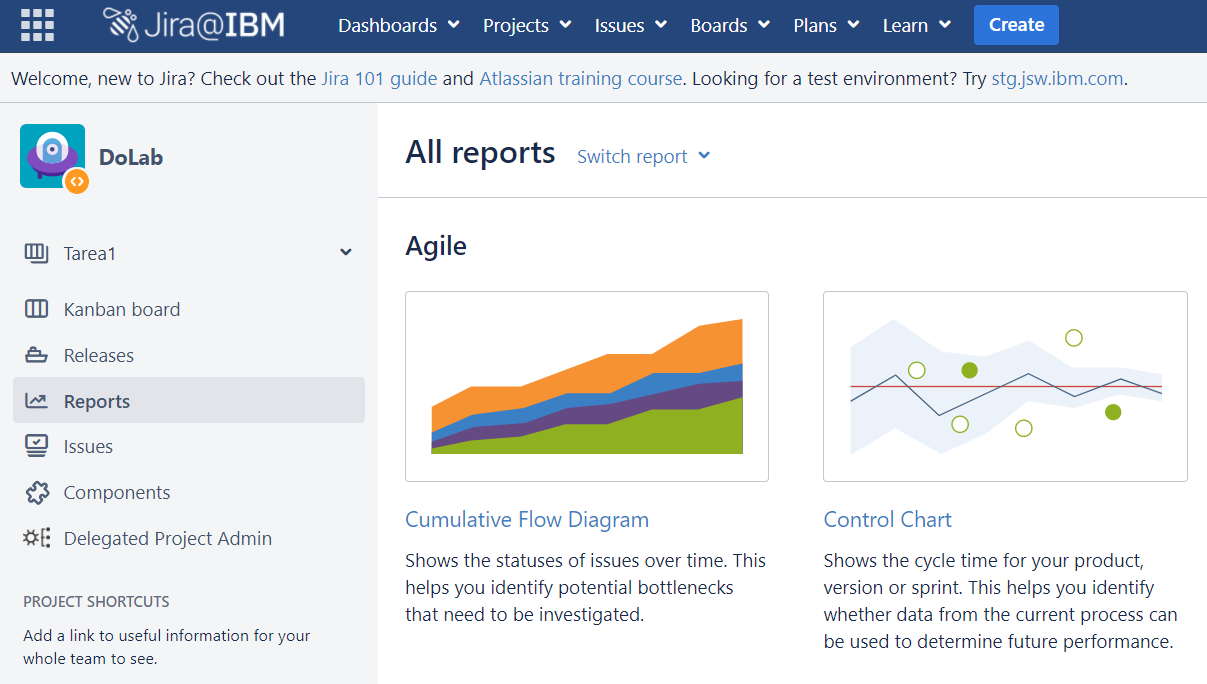 Jira@IBM Dashboards Projects Issues Boards Plans Learn Create
Welcome, new to Jira? Check out the Jira 101 guide and Atlassian training course. Looking for a test environment? Try stg.jsw.ibm.com.
DoLab
Tarea1
Kanban board
Releases
Reports
Issues
Components
Delegated Project Admin
PROJECT SHORTCUTS
Add a link to useful information for your
whole team to see.
All reports Switch report
Agile
Cumulative Flow Diagram
Shows the statuses of issues over time. This
helps you identify potential bottlenecks
that need to be investigated.
Control Chart
Shows the cycle time for your product,
version or sprint. This helps you identify
whether data from the current process can
be used to determine future performance.